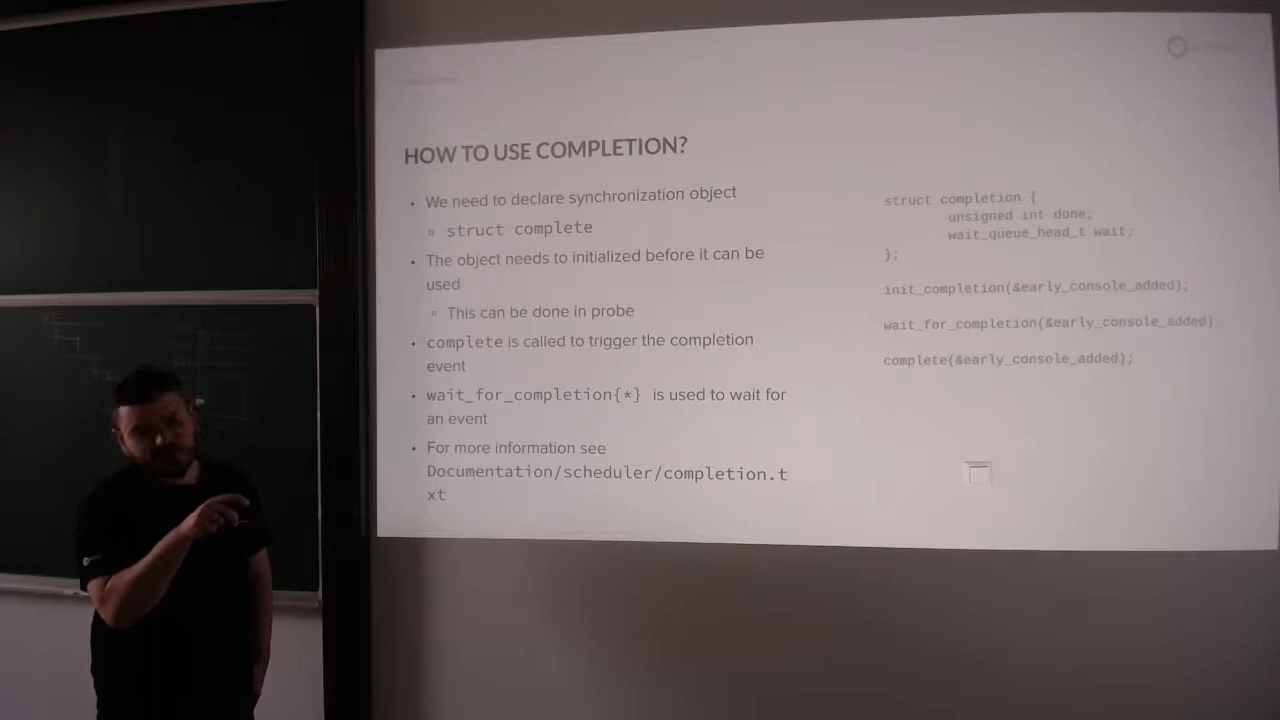 HOW TO USE COMPLETION?
• We need to declare synchronization object
▫ struct complete
• The object needs to initialized before it can be
used
▫ This can be done in probe
• complete is called to trigger the completion
event
• wait_for_completion{*} is used to wait for
an event
• For more information see
Documentation/scheduler/completion.t
xt
struct completion {
unsigned int done;
wait_queue_head_t wait;
};
init_completion(&early_console_added);
wait_for_completion(&early_console_added)
complete(&early_console_added);